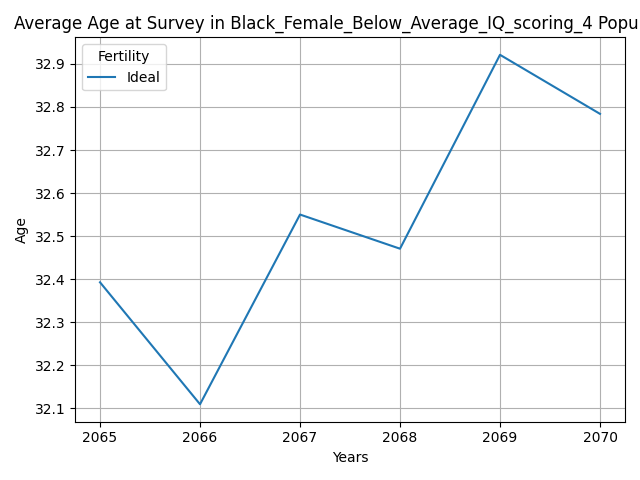 Average Age at Survey in Black_Female_Below_Average_IQ_scoring_4 Popu
Fertility
Ideal
32.9
32.8
32.7
32.6
32.5
32.4
32.3
32.2
32.1
Age
2065 2066 2067 2068 2069 2070
Years